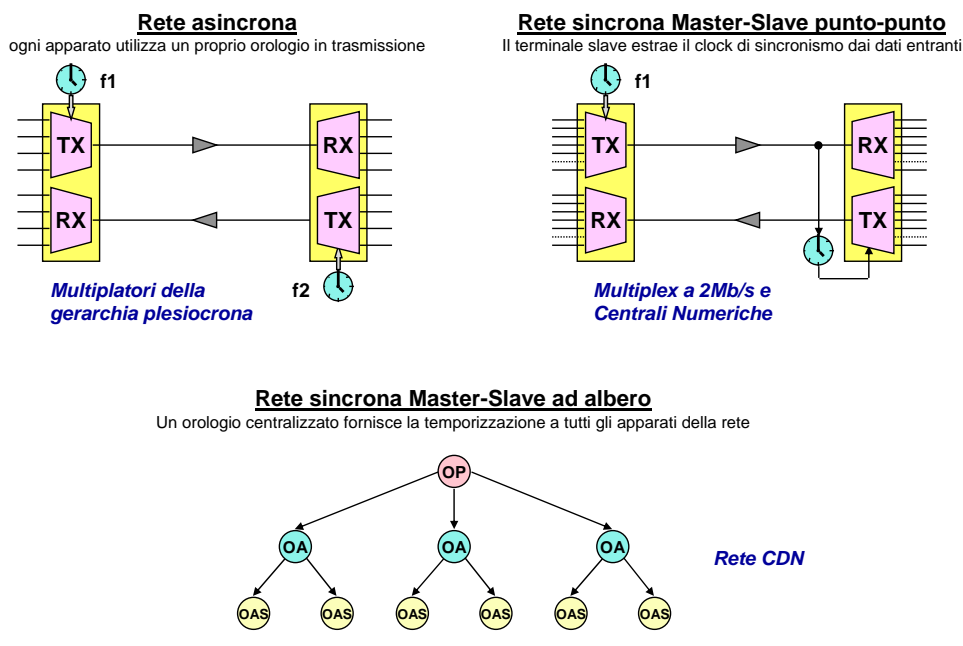 Rete asincrona
ogni apparato utilizza un proprio orologio in trasmissione
f1
TX
RX
RX
TX
f2
Multiplatori della
gerarchia plesiocrona
Rete sincrona Master-Slave punto-punto
Il terminale slave estrae il clock di sincronismo dai dati entranti
f1
TX
RX
RX
TX
Multiplex a 2Mb/s e
Centrali Numeriche
Rete sincrona Master-Slave ad albero
Un orologio centralizzato fornisce la temporizzazione a tutti gli apparati della rete
OP
OA
OA
OA
Rete CDN
OAS
OAS
OAS
OAS
OAS
OAS